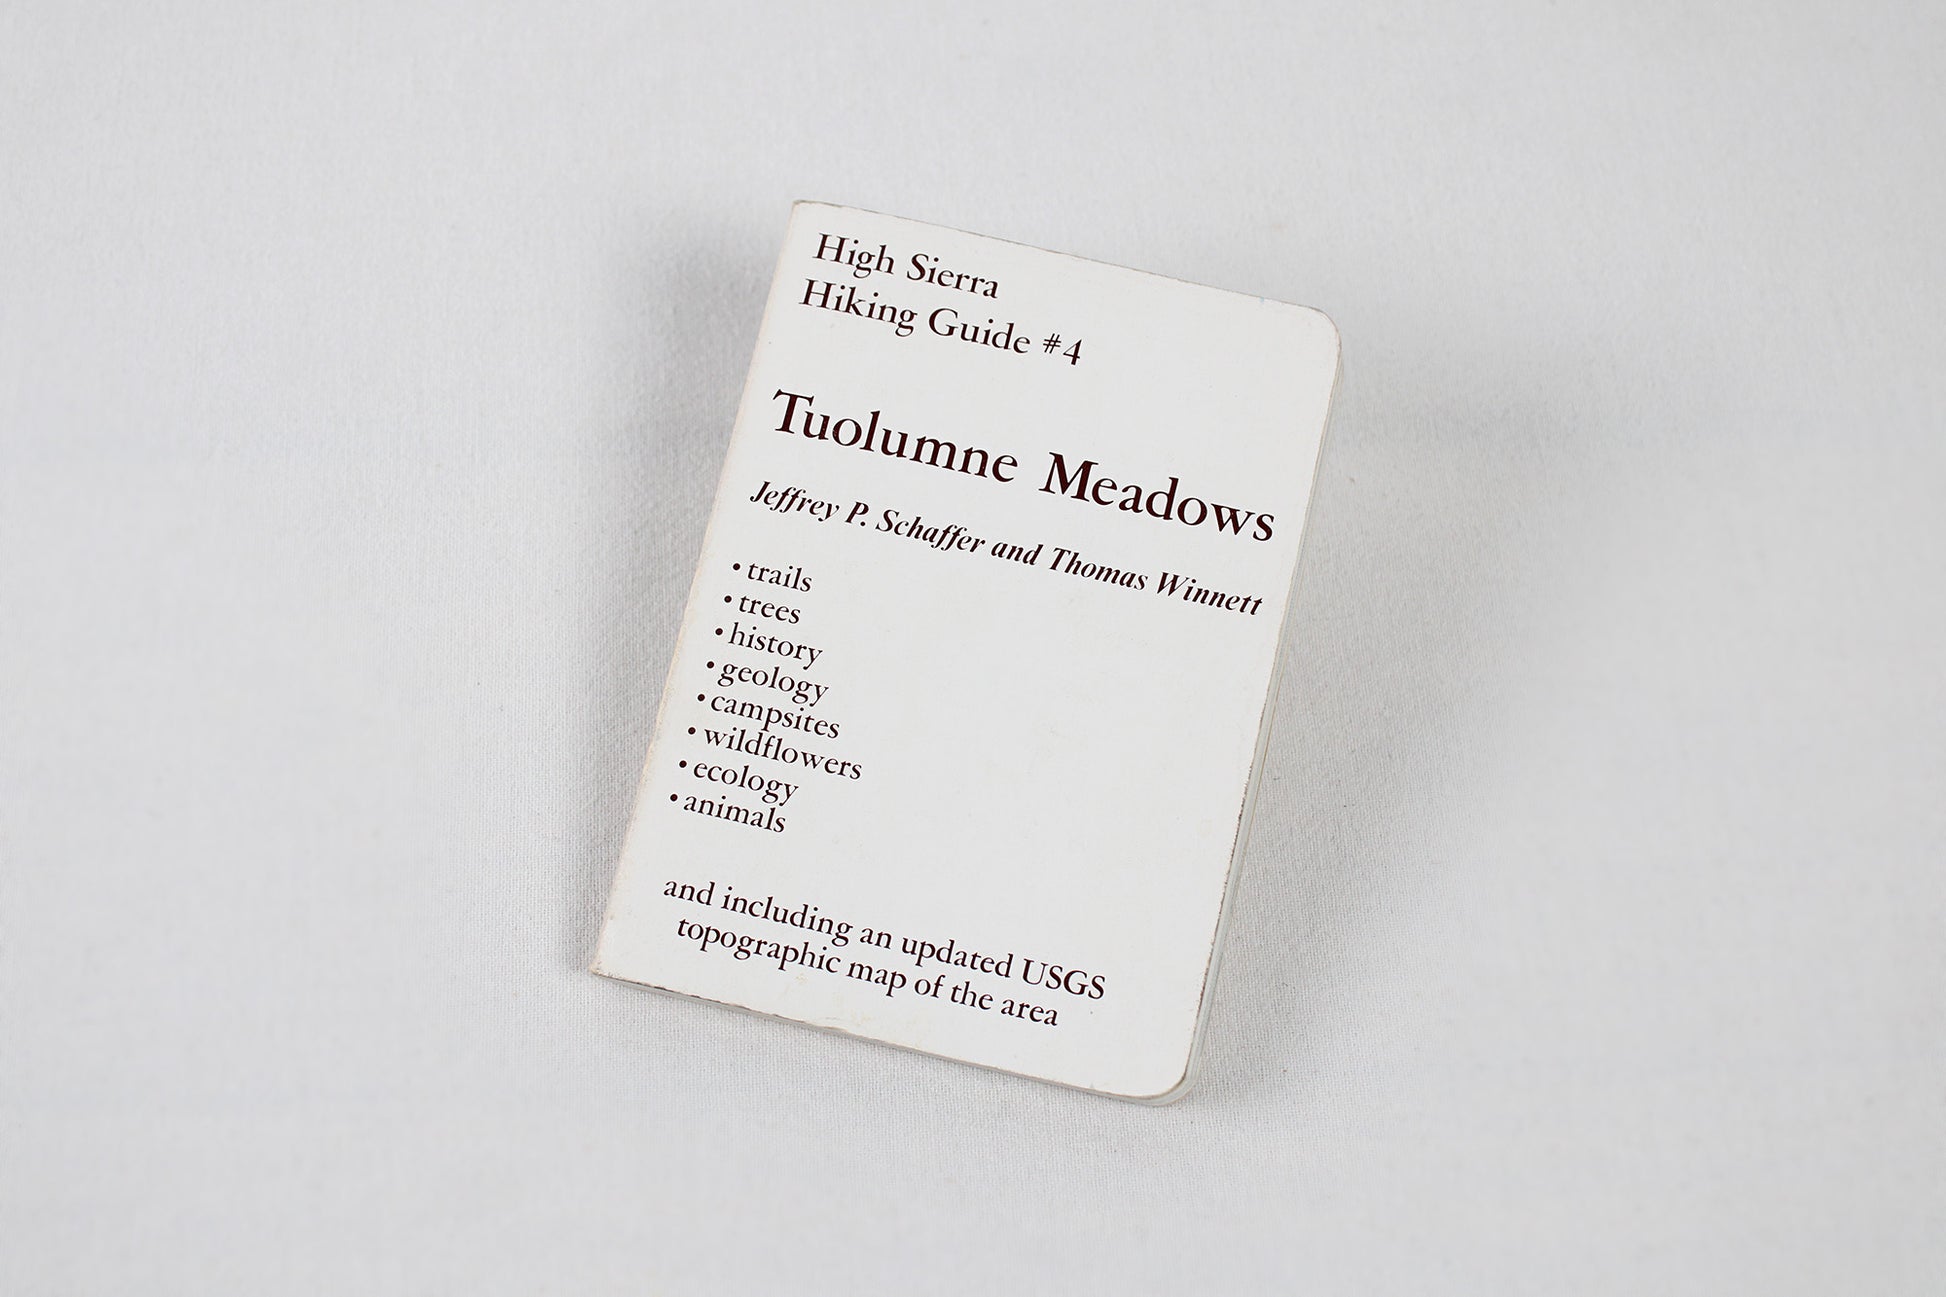 High Sierra
Hiking Guide #4
Tuolumne Meadows
Jeffrey P. Schaffer and Thomas Winnett
• trails
• trees
• history
• geology
• campsites
• wildflowers
• ecology
• animals
and including an updated USGS
topographic map of the area